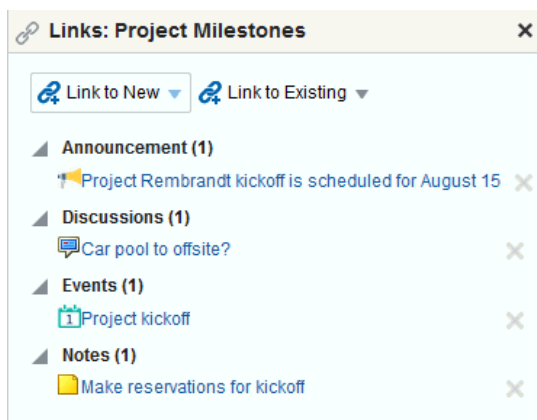 Links: Project Milestones
Link to New Link to Existing
Announcement (1)
Project Rembrandt kickoff is scheduled for August 15
Discussions (1)
Car pool to offsite?
Events (1)
1 Project kickoff
Notes (1)
Make reservations for kickoff